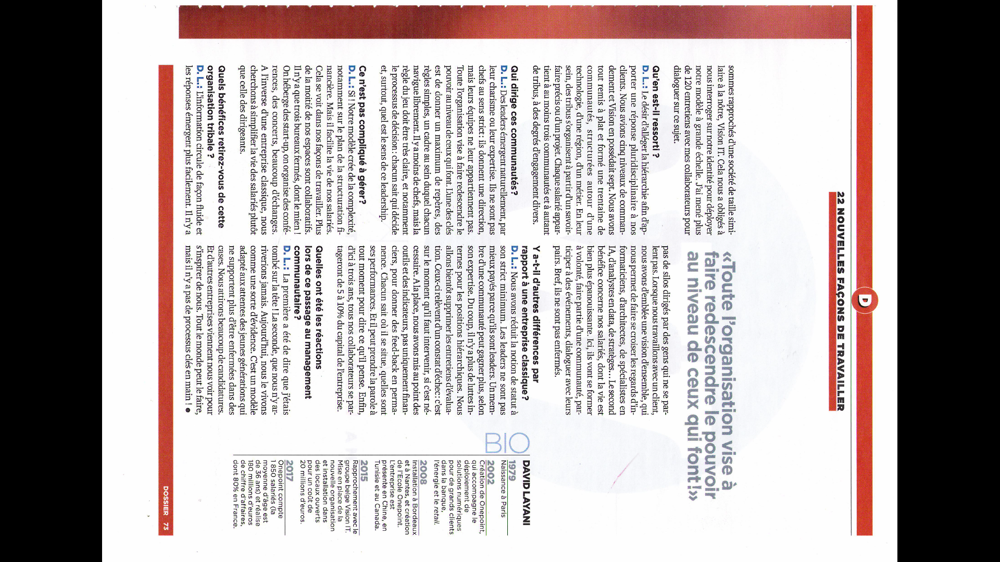 D
22 NOUVELLES FAÇONS DE TRAVAILLER
sommes rapprochés d'une société de taille simi-
laire à la nôtre, Vision IT. Cela nous a obligés à
nous interroger sur notre identité pour déployer
notre modèle à grande échelle. J'ai mené plus
de 120 entretiens avec mes collaborateurs pour
dialoguer sur ce sujet.
Qu'en est-il ressorti ?
D. L.: Le désir d'alléger la hiérarchie afin d'ap-
porter une réponse pluridisciplinaire à nos
clients. Nous avions cinq niveaux de comman-
dement et Vision en possédait sept. Nous avons
tout remis à plat et formé une trentaine de
communautés, structurées autour d'une
technologie, d'une région, d'un métier. En leur
sein, des tribus s'organisent à partir d'un savoir-
faire précis ou d'un projet. Chaque salarié appar-
tient à au moins trois communautés et à autant
de tribus, à des degrés d'engagement divers.
Qui dirige ces communautés?
D. L.: Des leaders émergent naturellement, par
leur charisme ou leur expertise. Ils ne sont pas
chefs au sens strict : ils donnent une direction,
mais leurs équipes ne leur appartiennent pas.
Toute l'organisation vise à faire redescendre le
pouvoir au niveau de ceux qui font. L'une des clés
est de donner un maximum de repères, des
règles simples, un cadre au sein duquel chacun
navigue librement. Il y a moins de chefs, mais la
règle du jeu doit être très claire, et notamment
le processus de décision : chacun sait qui décide
et, surtout, quel est le sens de ce leadership.
Ce n'est pas compliqué à gérer?
D. L.: Si ! Notre modèle crée de la complexité,
notamment sur le plan de la structuration fi-
nancière. Mais il facilite la vie de nos salariés.
Cela se voit dans nos façons de travailler. Plus
de la moitié de nos espaces sont collaboratifs.
Il n'y a que trois bureaux fermés, dont le mien !
On héberge des start-up, on organise des confé-
rences, des concerts, beaucoup d'échanges.
A l'inverse d'une entreprise classique, nous
cherchons à simplifier la vie des salariés plutôt
que celle des dirigeants.
Quels bénéfices retirez-vous de cette
organisation tribale ?
D. L.: L'information circule de façon fluide et
les réponses émergent plus facilement. Il n'y a
«Toute l'organisation vise à
faire redescendre le pouvoir
au niveau de ceux qui font!»
pas de silos dirigés par des gens qui ne se par-
lent pas. Lorsque nous travaillons avec un client,
nous avons d'emblée une vision d'ensemble, qui
nous permet de faire se croiser les regards d'in-
formaticiens, d'architectes, de spécialistes en
IA, d'analystes en data, de stratèges... Le second
bénéfice concerne nos salariés, dont la vie est
bien plus épanouissante. Ici, ils vont se former
à volonté, faire partie d'une communauté, par-
ticiper à des événements, dialoguer avec leurs
pairs. Bref, ils ne sont pas enfermés.
Y a-t-il d'autres différences par
rapport à une entreprise classique?
D. L.: Nous avons réduit la notion de statut à
son strict minimum. Les leaders ne sont pas
mieux payés parce qu'ils sont leaders. Un mem-
bre d'une communauté peut gagner plus, selon
son expertise. Du coup, il n'y a plus de luttes in-
ternes pour les positions hiérarchiques. Nous
allons bientôt supprimer les entretiens d'évalua-
tion. Ceux-ci relèvent d'un constat d'échec : c'est
sur le moment qu'il faut intervenir, si c'est né-
cessaire. A la place, nous avons mis au point des
outils et des indicateurs, pas uniquement finan-
ciers, pour donner des feed-back en perma-
nence. Chacun sait où il se situe, quelles sont
ses performances. Et il peut prendre la parole à
tout moment pour dire ce qu'il pense. Enfin,
d'ici à trois ans, tous nos collaborateurs se par-
tageront de 5 à 10% du capital de l'entreprise.
Quelles ont été les réactions
lors de ce passage au management
communautaire?
D. L.: La première a été de dire que j'étais
tombé sur la tête ! La seconde, que nous n'y ar-
riverions jamais. Aujourd'hui, nous le vivons
comme une sorte d'évidence. C'est un modèle
adapté aux attentes des jeunes générations qui
ne supportent plus d'être enfermées dans des
cases. Nous attirons beaucoup de candidatures.
Et d'autres entreprises viennent nous voir pour
s'inspirer de nous. Tout le monde peut le faire,
mais il n'y a pas de processus clés en main ! ●
BIO
DAVID LAYANI
1979
Naissance à Paris
2002
Création de Onepoint,
qui accompagne le
déploiement de
solutions numériques
pour de grands clients
dans la banque,
l'énergie et le retail.
2008
Installation à Bordeaux
et à Nantes, et création
de l'Ecole Onepoint.
L'entreprise est
présente en Chine, en
Tunisie et au Canada.
2015
Rapprochement avec le
groupe belge Vision IT.
Mise en place de la
nouvelle organisation
et installation dans
des locaux ouverts
pour un coût de
20 millions d'euros.
2017
Onepoint compte
1 850 salariés (la
moyenne d'âge est
de 36 ans) et réalise
180 millions d'euros
de chiffre d'affaires,
dont 80% en France.
DOSSIER 73